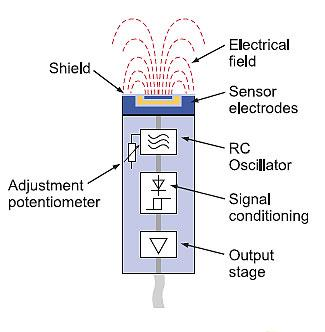 Electrical
field
Shield
Sensor
electrodes
RC
Oscillator
Adjustment
potentiometer
Signal
conditioning
Output
stage